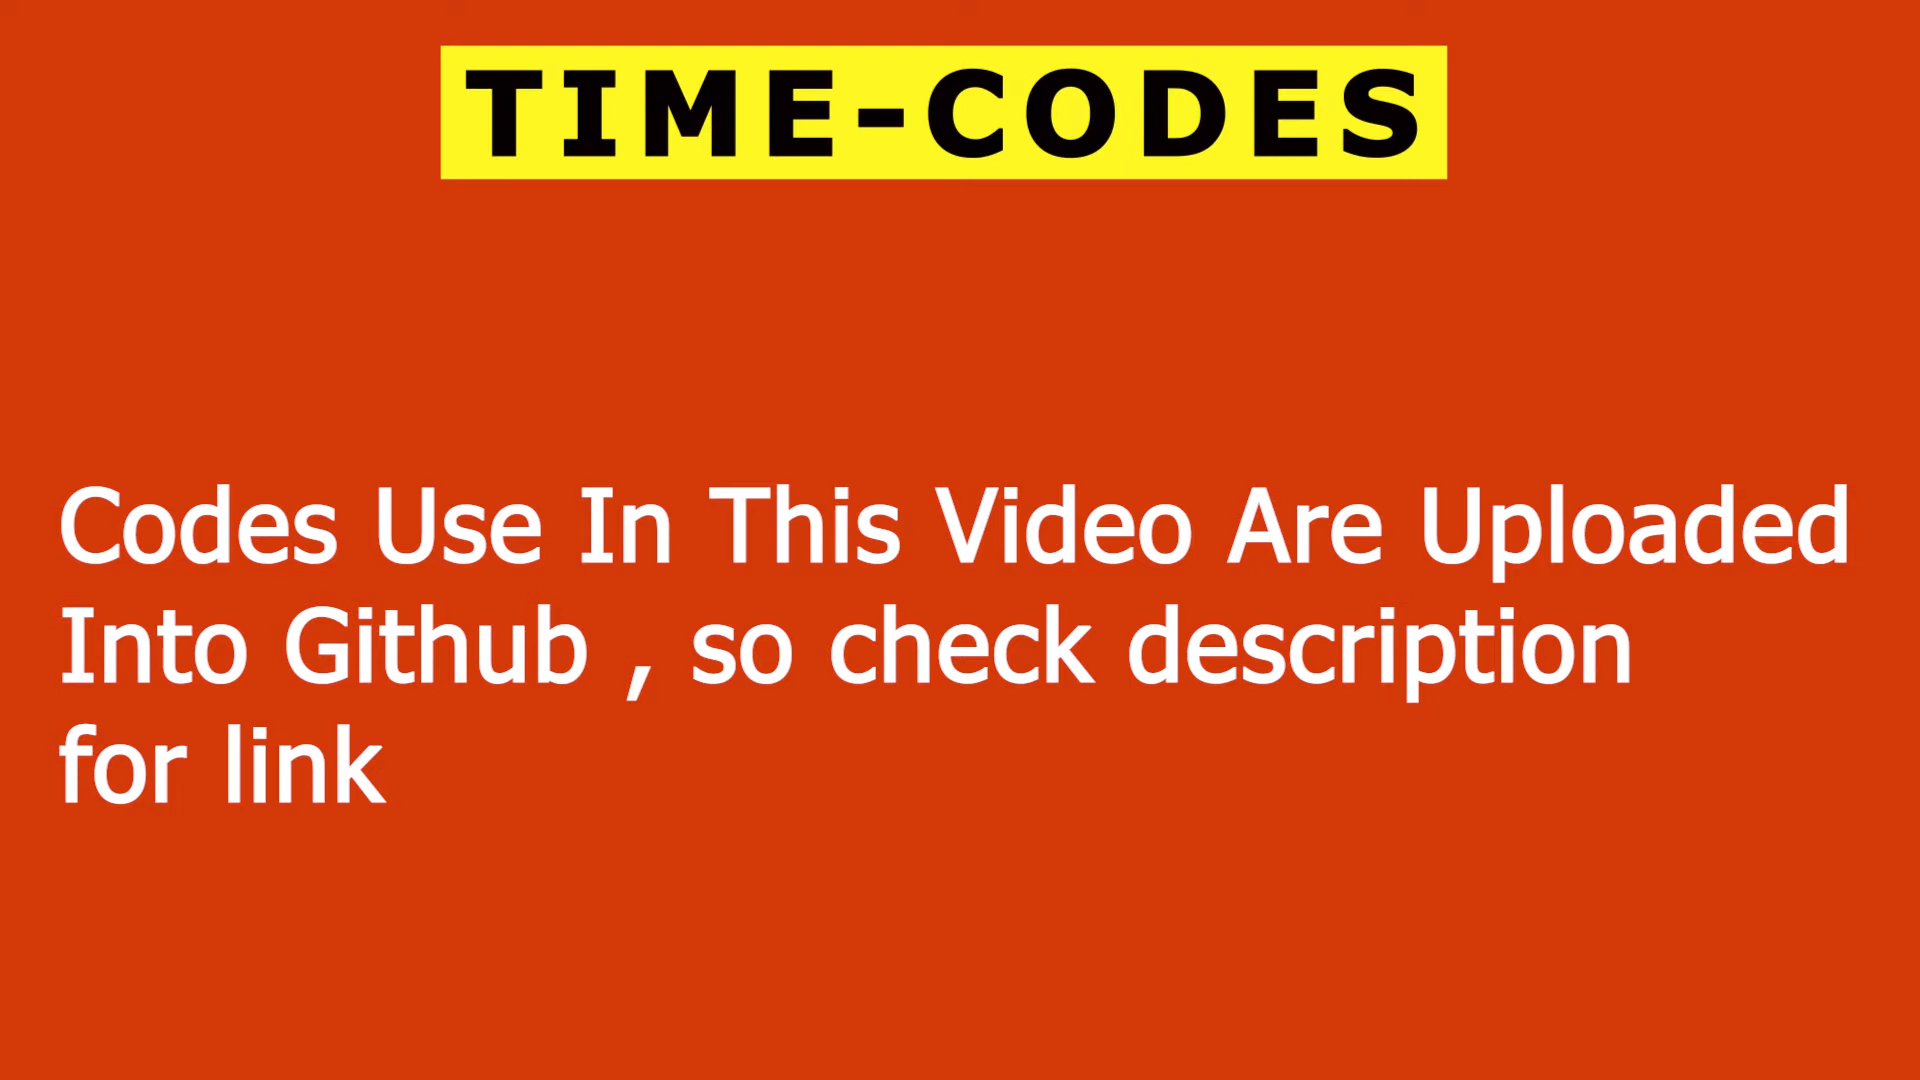 TIME-CODES
Codes Use In This Video Are Uploaded
Into Github , so check description
for link